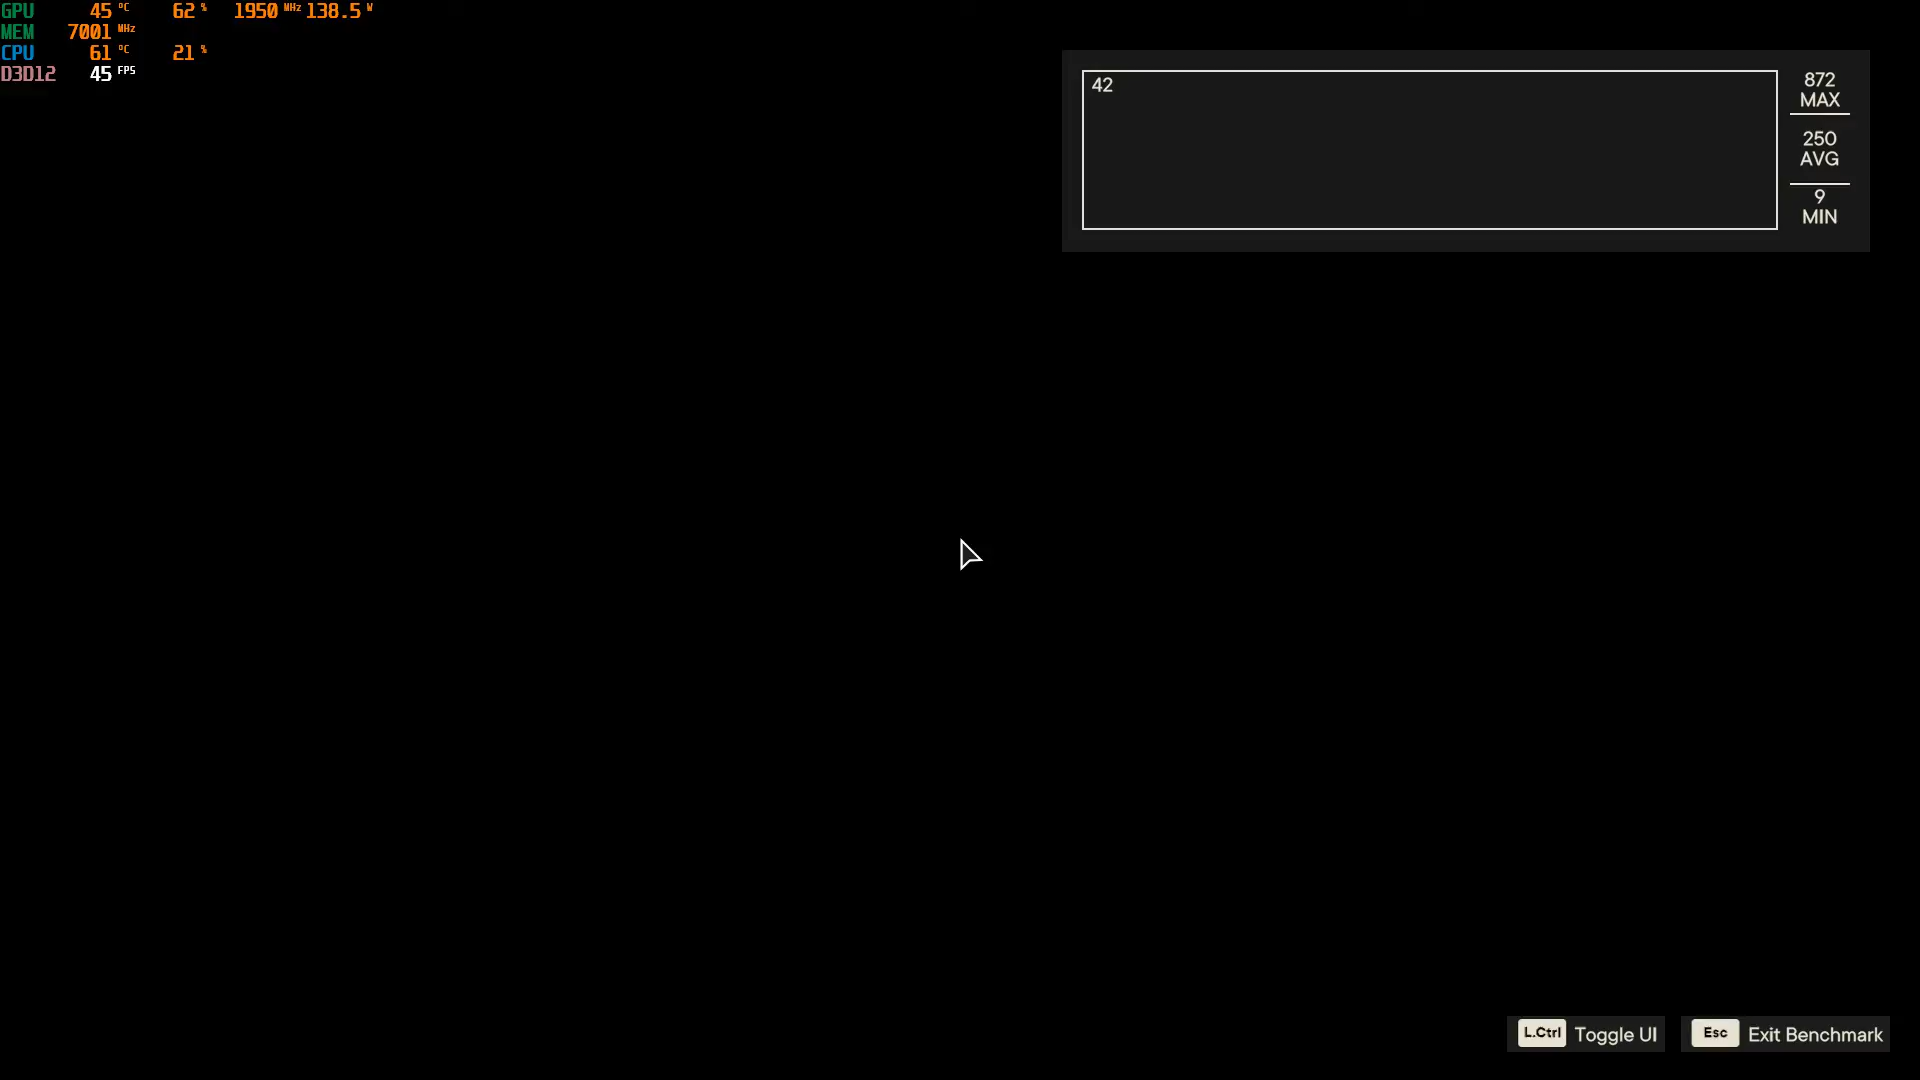 GPU 45 °C 62 % 1950 MHz 138.5 W
MEM 7001 MHz
CPU 61 °C 21 %
D3D12 45 FPS
42
872
MAX
250
AVG
9
MIN
L.Ctrl Toggle UI Esc Exit Benchmark